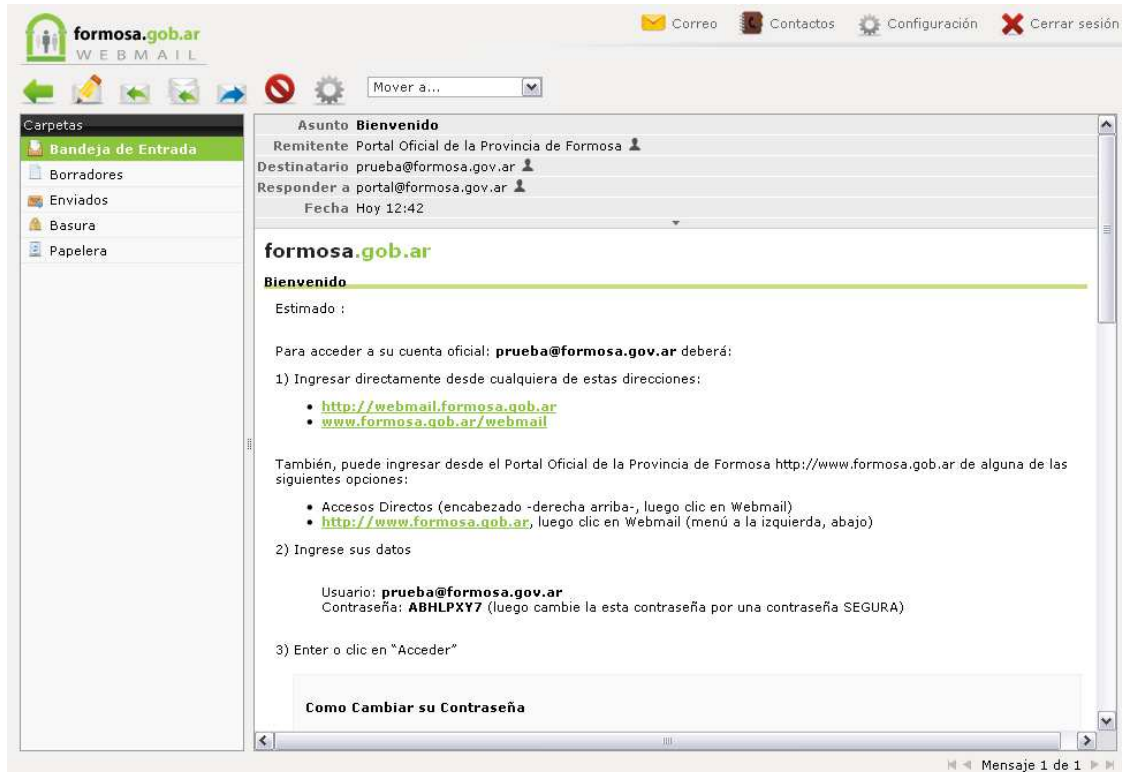 formosa.gob.ar
WEBMAIL
Correo
Contactos
Configuración
Cerrar sesión
Mover a...
Carpetas
Bandeja de Entrada
Borradores
Enviados
Basura
Papelera
Asunto Bienvenido
Remitente Portal Oficial de la Provincia de Formosa
Destinatario prueba@formosa.gov.ar
Responder a portal@formosa.gov.ar
Fecha Hoy 12:42
formosa.gob.ar
Bienvenido
Estimado :
Para acceder a su cuenta oficial: prueba@formosa.gov.ar deberá:
1) Ingresar directamente desde cualquiera de estas direcciones:
• http://webmail.formosa.gob.ar
• www.formosa.gob.ar/webmail
También, puede ingresar desde el Portal Oficial de la Provincia de Formosa http://www.formosa.gob.ar de alguna de las
siguientes opciones:
• Accesos Directos (encabezado -derecha arriba-, luego clic en Webmail)
• http://www.formosa.gob.ar, luego clic en Webmail (menú a la izquierda, abajo)
2) Ingrese sus datos
Usuario: prueba@formosa.gov.ar
Contraseña: ABHLPXY7 (luego cambie la esta contraseña por una contraseña SEGURA)
3) Enter o clic en “Acceder”
Como Cambiar su Contraseña
Mensaje 1 de 1